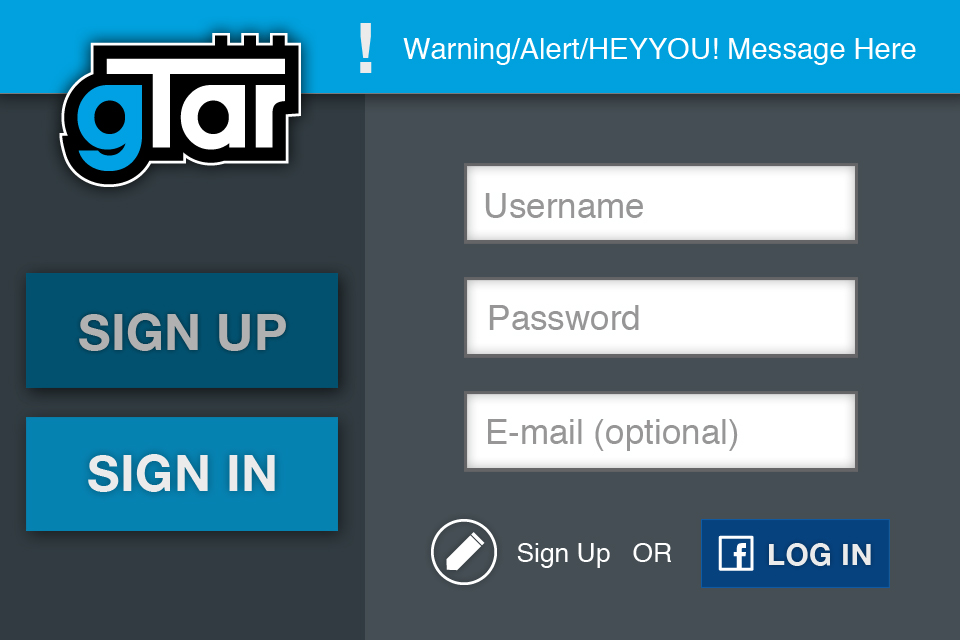 ! Warning/Alert/HEYYOU! Message Here
gTar
Username
Password
SIGN UP
E-mail (optional)
SIGN IN
Sign Up OR f LOG IN